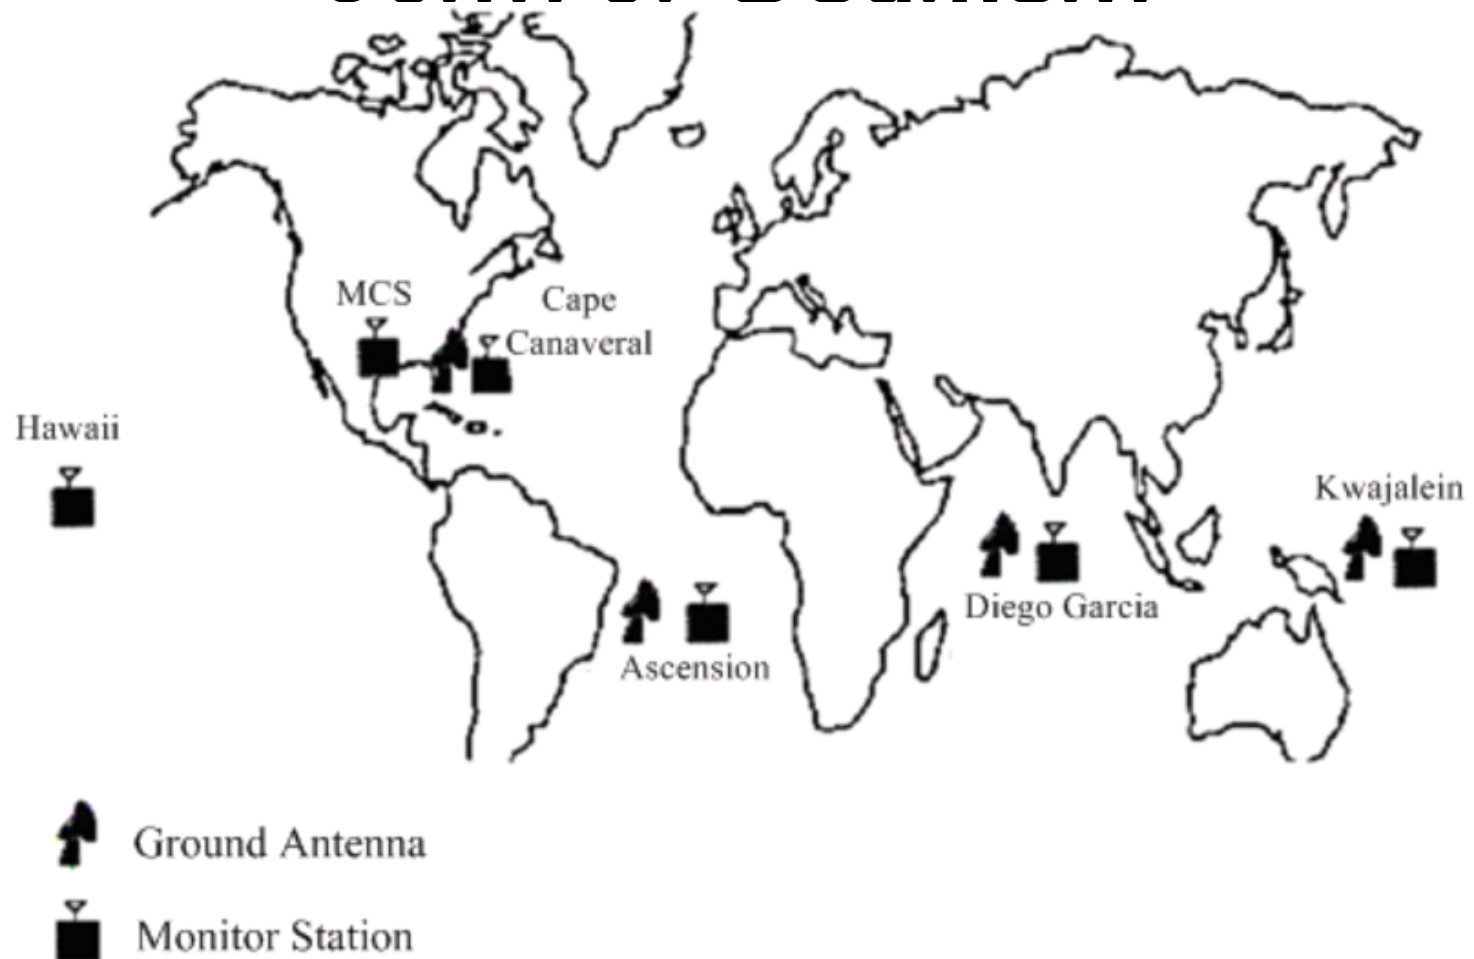 MCS
Cape
Canaveral
Hawaii
Kwajalein
Diego Garcia
Ascension
Ground Antenna
Monitor Station